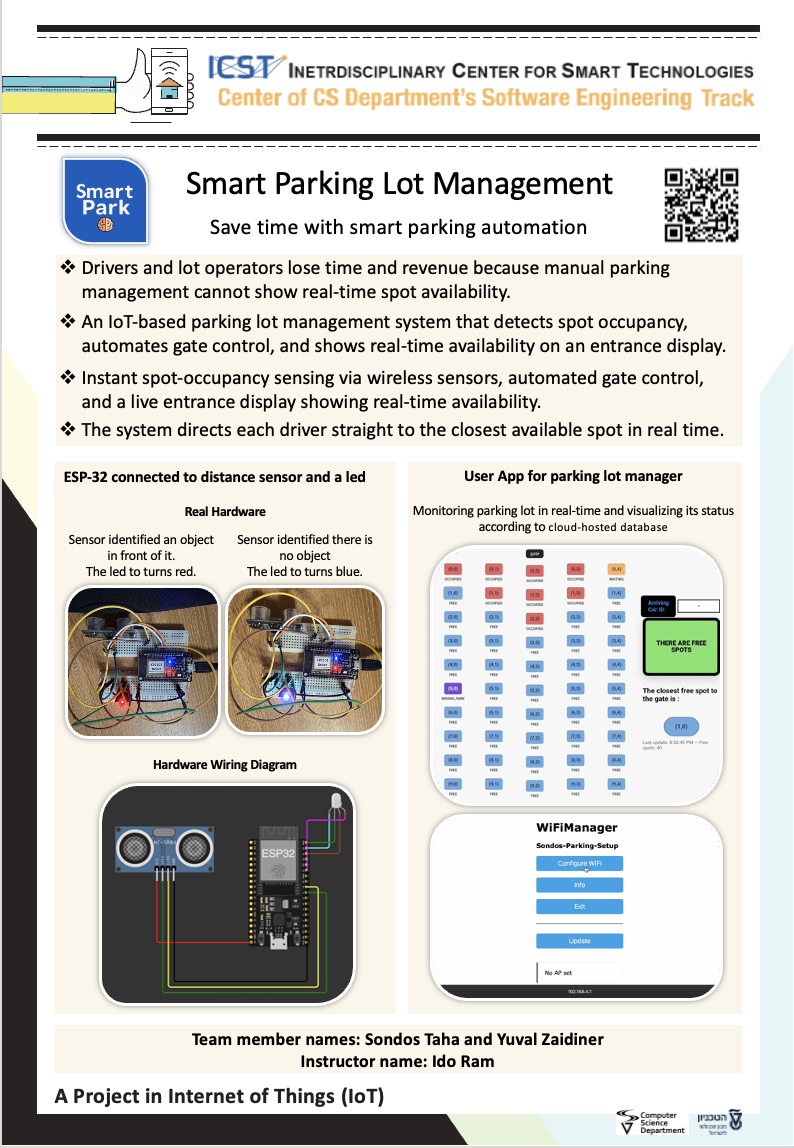 ICST INETRDISCIPLINARY CENTER FOR SMART TECHNOLOGIES
Center of CS Department's Software Engineering Track
Smart
Park
Smart Parking Lot Management
Save time with smart parking automation
❖ Drivers and lot operators lose time and revenue because manual parking
management cannot show real-time spot availability.
❖ An IoT-based parking lot management system that detects spot occupancy,
automates gate control, and shows real-time availability on an entrance display.
❖ Instant spot-occupancy sensing via wireless sensors, automated gate control,
and a live entrance display showing real-time availability.
❖ The system directs each driver straight to the closest available spot in real time.
ESP-32 connected to distance sensor and a led
Real Hardware
Sensor identified an object
in front of it.
The led to turns red.
Sensor identified there is
no object
The led to turns blue.
Hardware Wiring Diagram
ESP32
User App for parking lot manager
Monitoring parking lot in real-time and visualizing its status
according to cloud-hosted database
gate
(0,0) (0,1) (0,2) (0,3) (0,4)
OCCUPIED OCCUPIED OCCUPIED OCCUPIED WAITING
(1,0) (1,1) (1,2) (1,3) (1,4)
FREE OCCUPIED OCCUPIED OCCUPIED FREE
(2,0) (2,1) (2,2) (2,3) (2,4)
FREE FREE OCCUPIED FREE FREE
(3,0) (3,1) (3,2) (3,3) (3,4)
FREE FREE FREE FREE FREE
(4,0) (4,1) (4,2) (4,3) (4,4)
FREE FREE FREE FREE FREE
(5,0) (5,1) (5,2) (5,3) (5,4)
WRONG_PARK FREE FREE FREE FREE
(6,0) (6,1) (6,2) (6,3) (6,4)
FREE FREE FREE FREE FREE
(7,0) (7,1) (7,2) (7,3) (7,4)
FREE FREE FREE FREE FREE
(8,0) (8,1) (8,2) (8,3) (8,4)
FREE FREE FREE FREE FREE
(9,0) (9,1) (9,2) (9,3) (9,4)
FREE FREE FREE FREE FREE
Arriving
Car ID:
-
THERE ARE FREE
SPOTS
The closest free spot to
the gate is :
(1,0)
Last update: 8:36:40 PM — Free
spots: 40
WiFiManager
Sondos-Parking-Setup
Configure WiFi
Info
Exit
Update
No AP set
192.168.4.1
Team member names: Sondos Taha and Yuval Zaidiner
Instructor name: Ido Ram
A Project in Internet of Things (IoT)
Computer
Science
Department
הטכניון
מכון טכנולוגי
לישראל